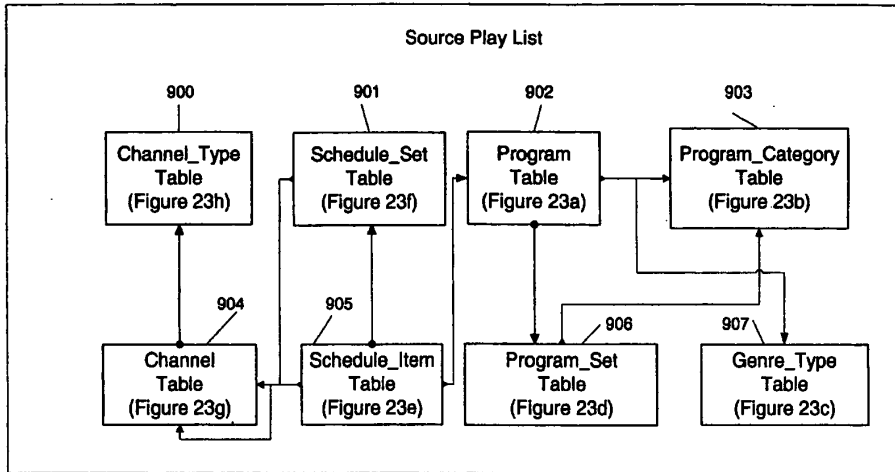 Source Play List
900
901
902
903
Channel_Type
Table
(Figure 23h)
Schedule_Set
Table
(Figure 23f)
Program
Table
(Figure 23a)
Program_Category
Table
(Figure 23b)
904
905
906
907
Channel
Table
(Figure 23g)
Schedule_Item
Table
(Figure 23e)
Program_Set
Table
(Figure 23d)
Genre_Type
Table
(Figure 23c)